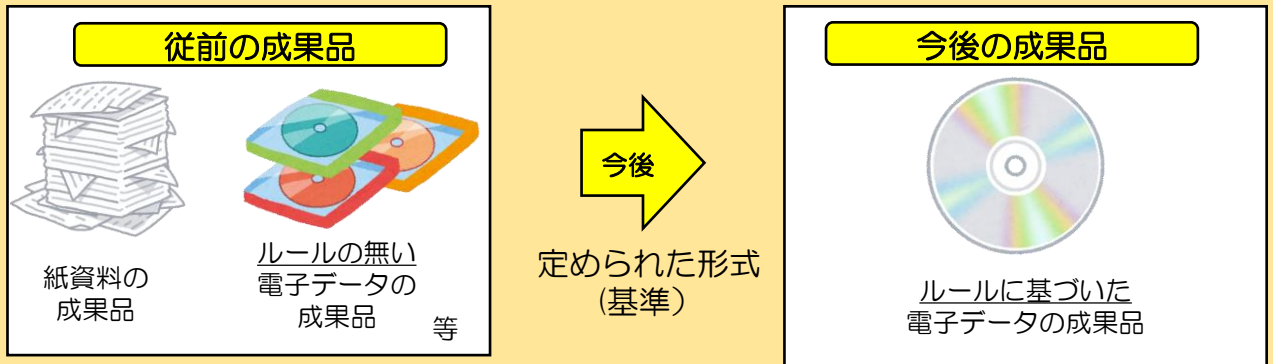 従前の成果品
紙資料の
成果品
ルールの無い
電子データの
成果品
等
今後
定められた形式
(基準）
今後の成果品
ルールに基づいた
電子データの成果品